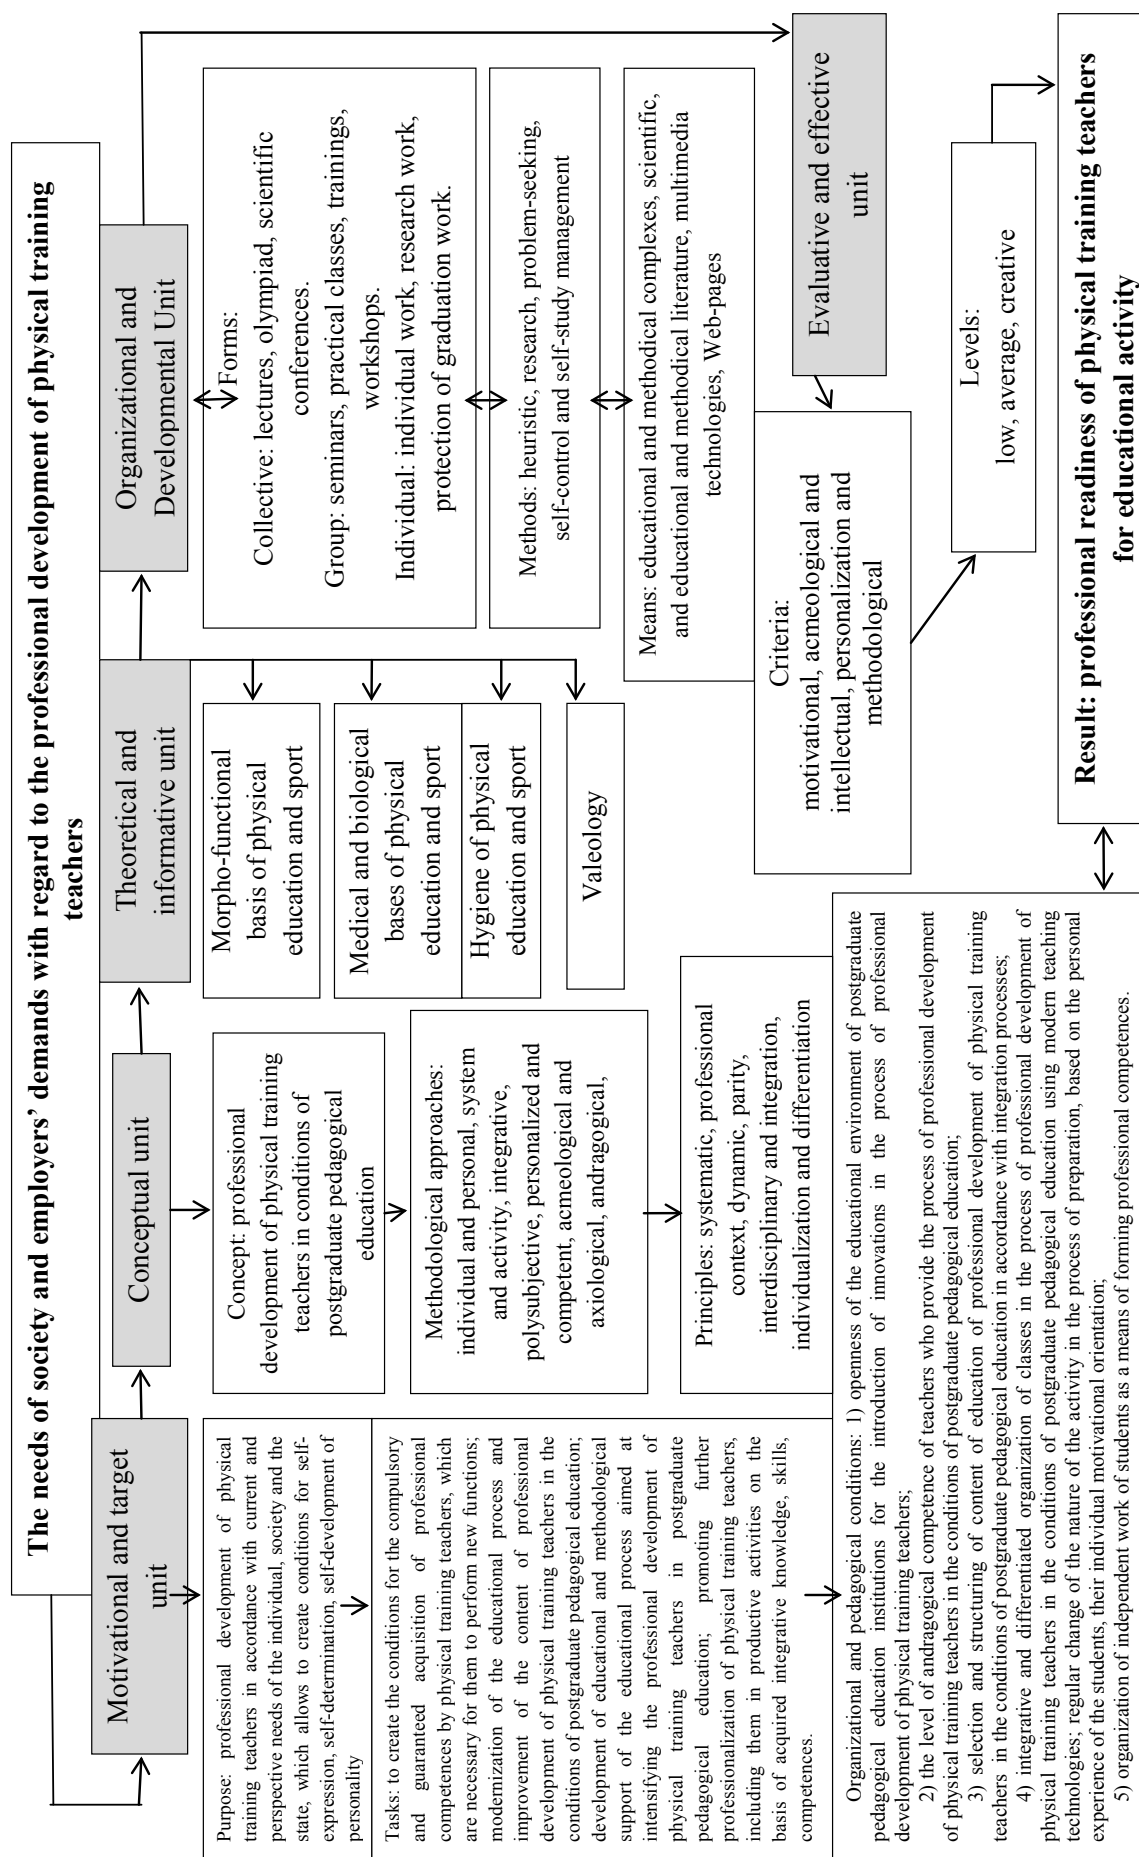 The needs of society and employers’ demands with regard to the professional development of physical training
teachers
Motivational and target
unit
Conceptual unit
Theoretical and
informative unit
Organizational and
Developmental Unit
Purpose: professional development of physical
training teachers in accordance with current and
perspective needs of the individual, society and the
state, which allows to create conditions for self-
expression, self-determination, self-development of
personality
Tasks: to create the conditions for the compulsory
and guaranteed acquisition of professional
competences by physical training teachers, which
are necessary for them to perform new functions;
modernization of the educational process and
improvement of the content of professional
development of physical training teachers in the
conditions of postgraduate pedagogical education;
development of educational and methodological
support of the educational process aimed at
intensifying the professional development of
physical training teachers in postgraduate
pedagogical education; promoting further
professionalization of physical training teachers,
including them in productive activities on the
basis of acquired integrative knowledge, skills,
competences.
Concept: professional
development of physical training
teachers in conditions of
postgraduate pedagogical
education
Methodological approaches:
individual and personal, system
and activity, integrative,
polysubjective, personalized and
competent, acmeological and
axiological, andragogical,
Principles: systematic, professional
context, dynamic, parity,
interdisciplinary and integration,
individualization and differentiation
Morpho-functional
basis of physical
education and sport
Medical and biological
bases of physical
education and sport
Hygiene of physical
education and sport
Valeology
Forms:
Collective: lectures, olympiad, scientific
conferences.
Group: seminars, practical classes, trainings,
workshops.
Individual: individual work, research work,
protection of graduation work.
Methods: heuristic, research, problem-seeking,
self-control and self-study management
Means: educational and methodical complexes, scientific,
and educational and methodical literature, multimedia
technologies, Web-pages
Evaluative and effective
unit
Criteria:
motivational, acmeological and
intellectual, personalization and
methodological
Levels:
low, average, creative
Organizational and pedagogical conditions: 1) openness of the educational environment of postgraduate
pedagogical education institutions for the introduction of innovations in the process of professional
development of physical training teachers;
2) the level of andragogical competence of teachers who provide the process of professional development
of physical training teachers in the conditions of postgraduate pedagogical education;
3) selection and structuring of content of education of professional development of physical training
teachers in the conditions of postgraduate pedagogical education in accordance with integration processes;
4) integrative and differentiated organization of classes in the process of professional development of
physical training teachers in the conditions of postgraduate pedagogical education using modern teaching
technologies; regular change of the nature of the activity in the process of preparation, based on the personal
experience of the students, their individual motivational orientation;
5) organization of independent work of students as a means of forming professional competences.
Result: professional readiness of physical training teachers
for educational activity